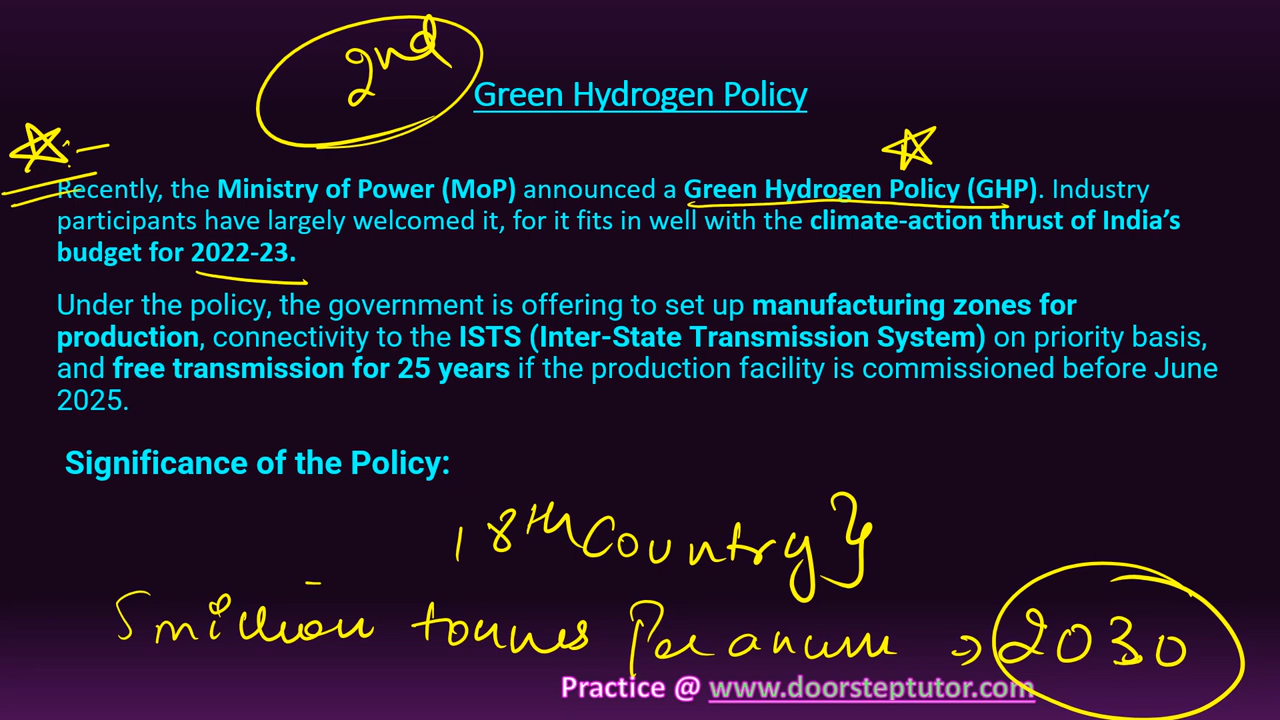 2nd
Green Hydrogen Policy
Recently, the Ministry of Power (MoP) announced a Green Hydrogen Policy (GHP). Industry
participants have largely welcomed it, for it fits in well with the climate-action thrust of India’s
budget for 2022-23.
Under the policy, the government is offering to set up manufacturing zones for
production, connectivity to the ISTS (Inter-State Transmission System) on priority basis,
and free transmission for 25 years if the production facility is commissioned before June
2025.
Significance of the Policy:
18th Country }
5 million tonnes Per anum → 2030
Practice @ www.doorsteptutor.com